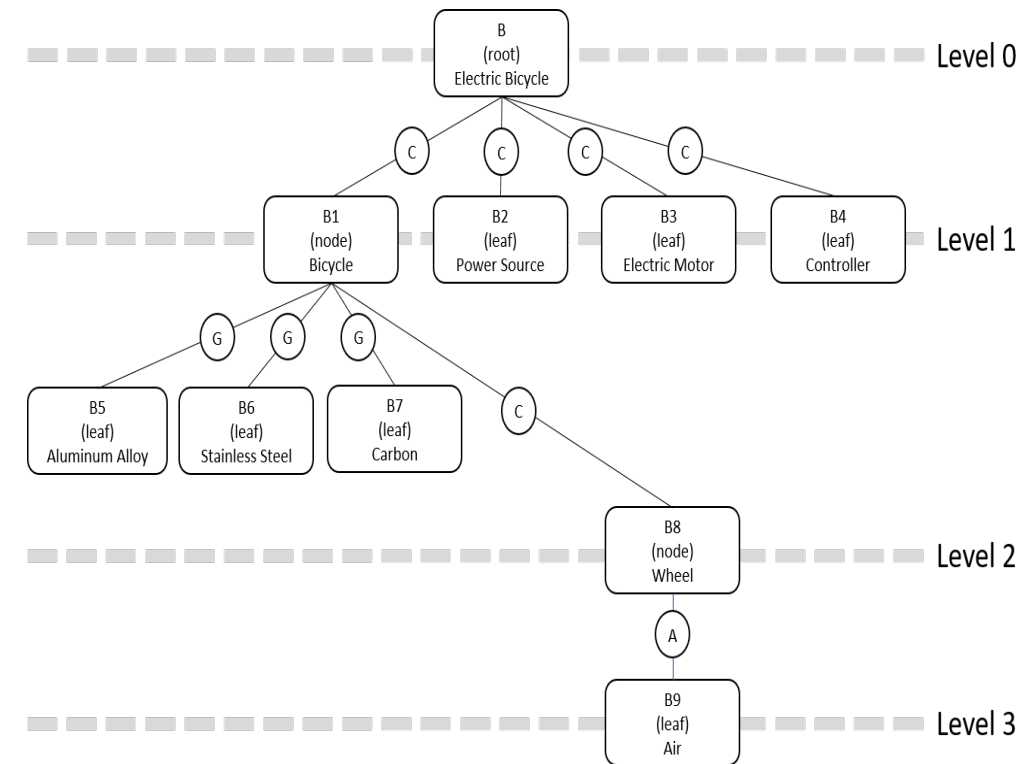 B
(root)
Electric Bicycle
Level 0
C
C
C
C
B1
(node)
Bicycle
B2
(leaf)
Power Source
B3
(leaf)
Electric Motor
B4
(leaf)
Controller
Level 1
G
G
G
C
B5
(leaf)
Aluminum Alloy
B6
(leaf)
Stainless Steel
B7
(leaf)
Carbon
B8
(node)
Wheel
Level 2
A
B9
(leaf)
Air
Level 3